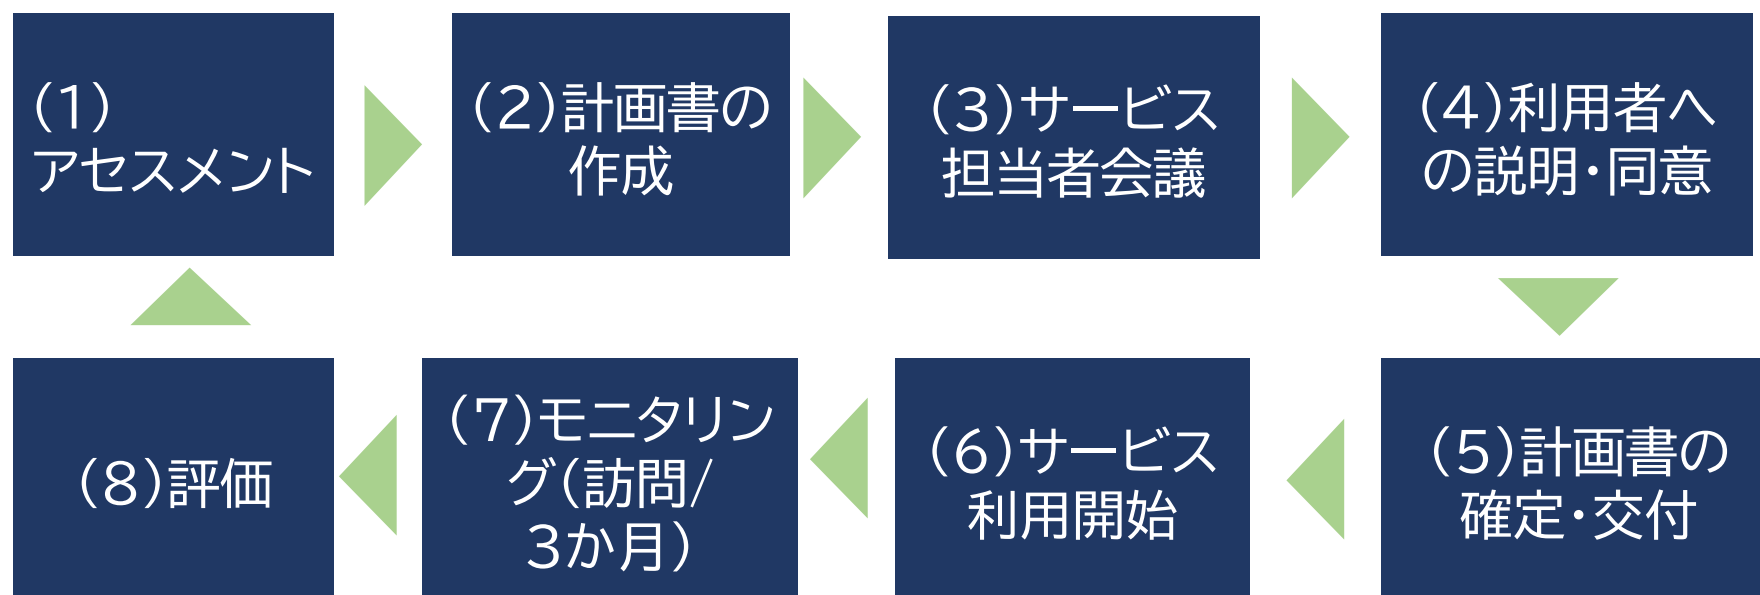 （1）
アセスメント
（2）計画書の
作成
（3）サービス
担当者会議
（4）利用者へ
の説明・同意
（5）計画書の
確定・交付
（6）サービス
利用開始
（7）モニタリン
グ（訪問/
3か月）
（8）評価